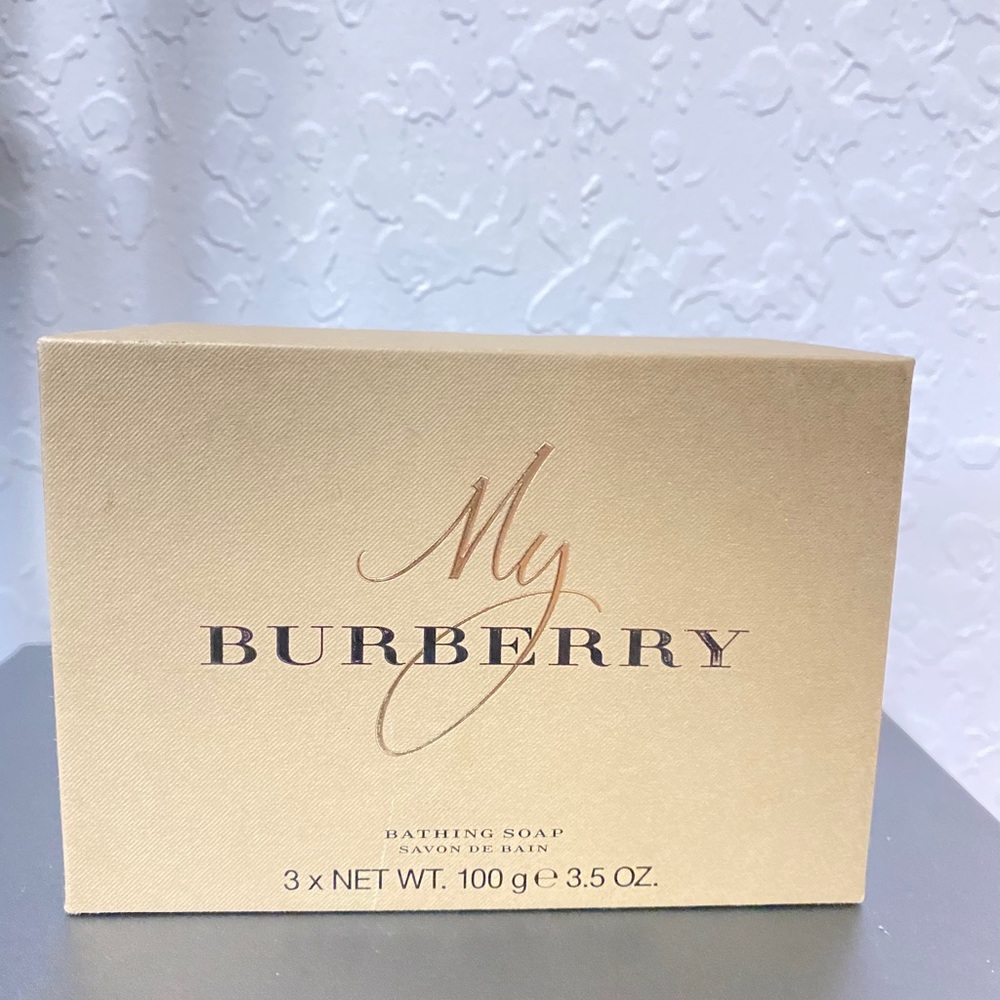 My
BURBERRY
BATHING SOAP
SAVON DE BAIN
3 x NET WT. 100 g ℮ 3.5 OZ.